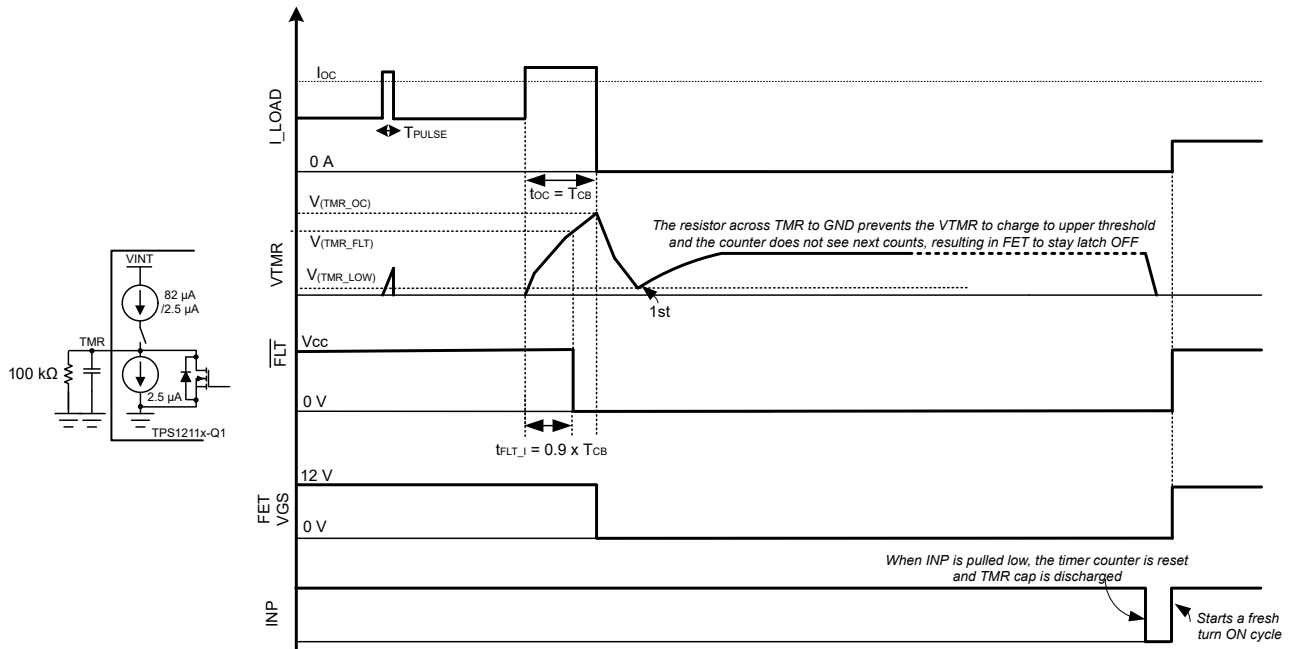 I_LOAD
IOC
TPULSE
0 A
tOC = TCB
VTMR
V(TMR_OC)
V(TMR_FLT)
V(TMR_LOW)
The resistor across TMR to GND prevents the VTMR to charge to upper threshold
and the counter does not see next counts, resulting in FET to stay latch OFF
1st
VINT
82 µA
/2.5 µA
TMR
100 kΩ
2.5 µA
TPS1211x-Q1
FLT
Vcc
0 V
tFLT_I = 0.9 x TCB
FET
VGS
12 V
0 V
When INP is pulled low, the timer counter is reset
and TMR cap is discharged
INP
Starts a fresh
turn ON cycle